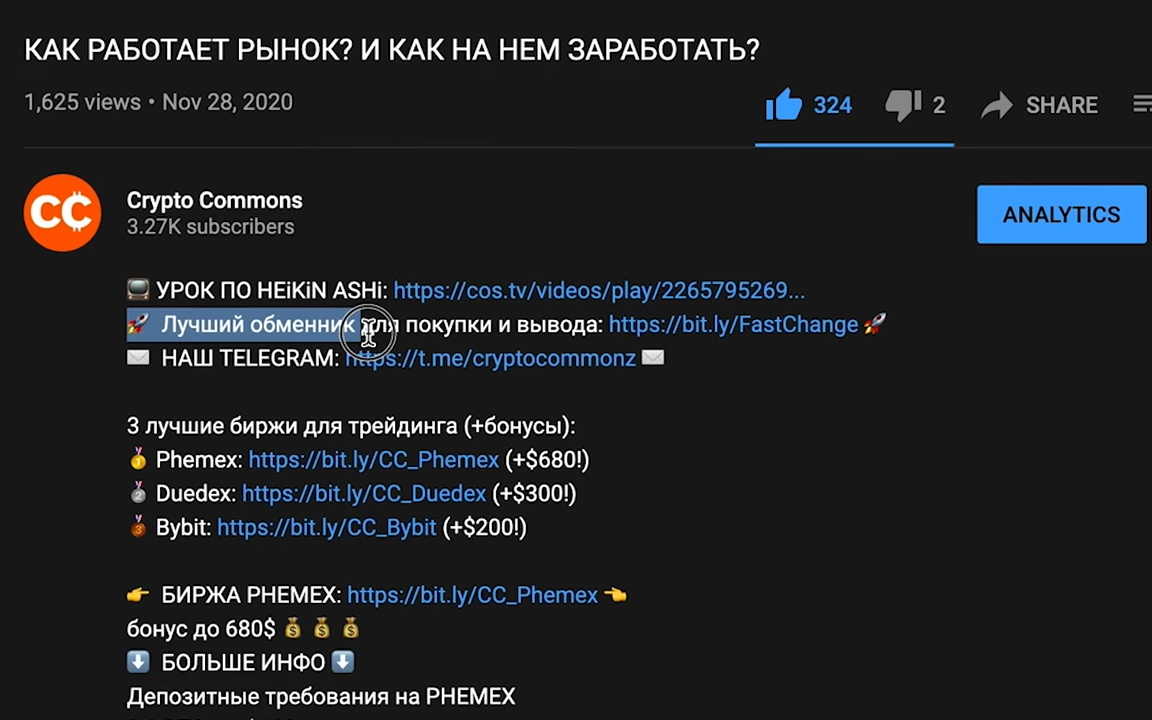 КАК РАБОТАЕТ РЫНОК? И КАК НА НЕМ ЗАРАБОТАТЬ?
1,625 views • Nov 28, 2020
324
2
SHARE
CC
Crypto Commons
3.27K subscribers
ANALYTICS
УРОК ПО HEiKiN ASHi: https://cos.tv/videos/play/2265795269...
🚀 Лучший обменник для покупки и вывода: https://bit.ly/FastChange 🚀
✉️ НАШ TELEGRAM: https://t.me/cryptocommonz ✉️
3 лучшие биржи для трейдинга (+бонусы):
🥇 Phemex: https://bit.ly/CC_Phemex (+$680!)
🥈 Duedex: https://bit.ly/CC_Duedex (+$300!)
🥉 Bybit: https://bit.ly/CC_Bybit (+$200!)
👉 БИРЖА PHEMEX: https://bit.ly/CC_Phemex 👈
бонус до 680$ 💰 💰 💰
⬇️ БОЛЬШЕ ИНФО ⬇️
Депозитные требования на PHEMEX